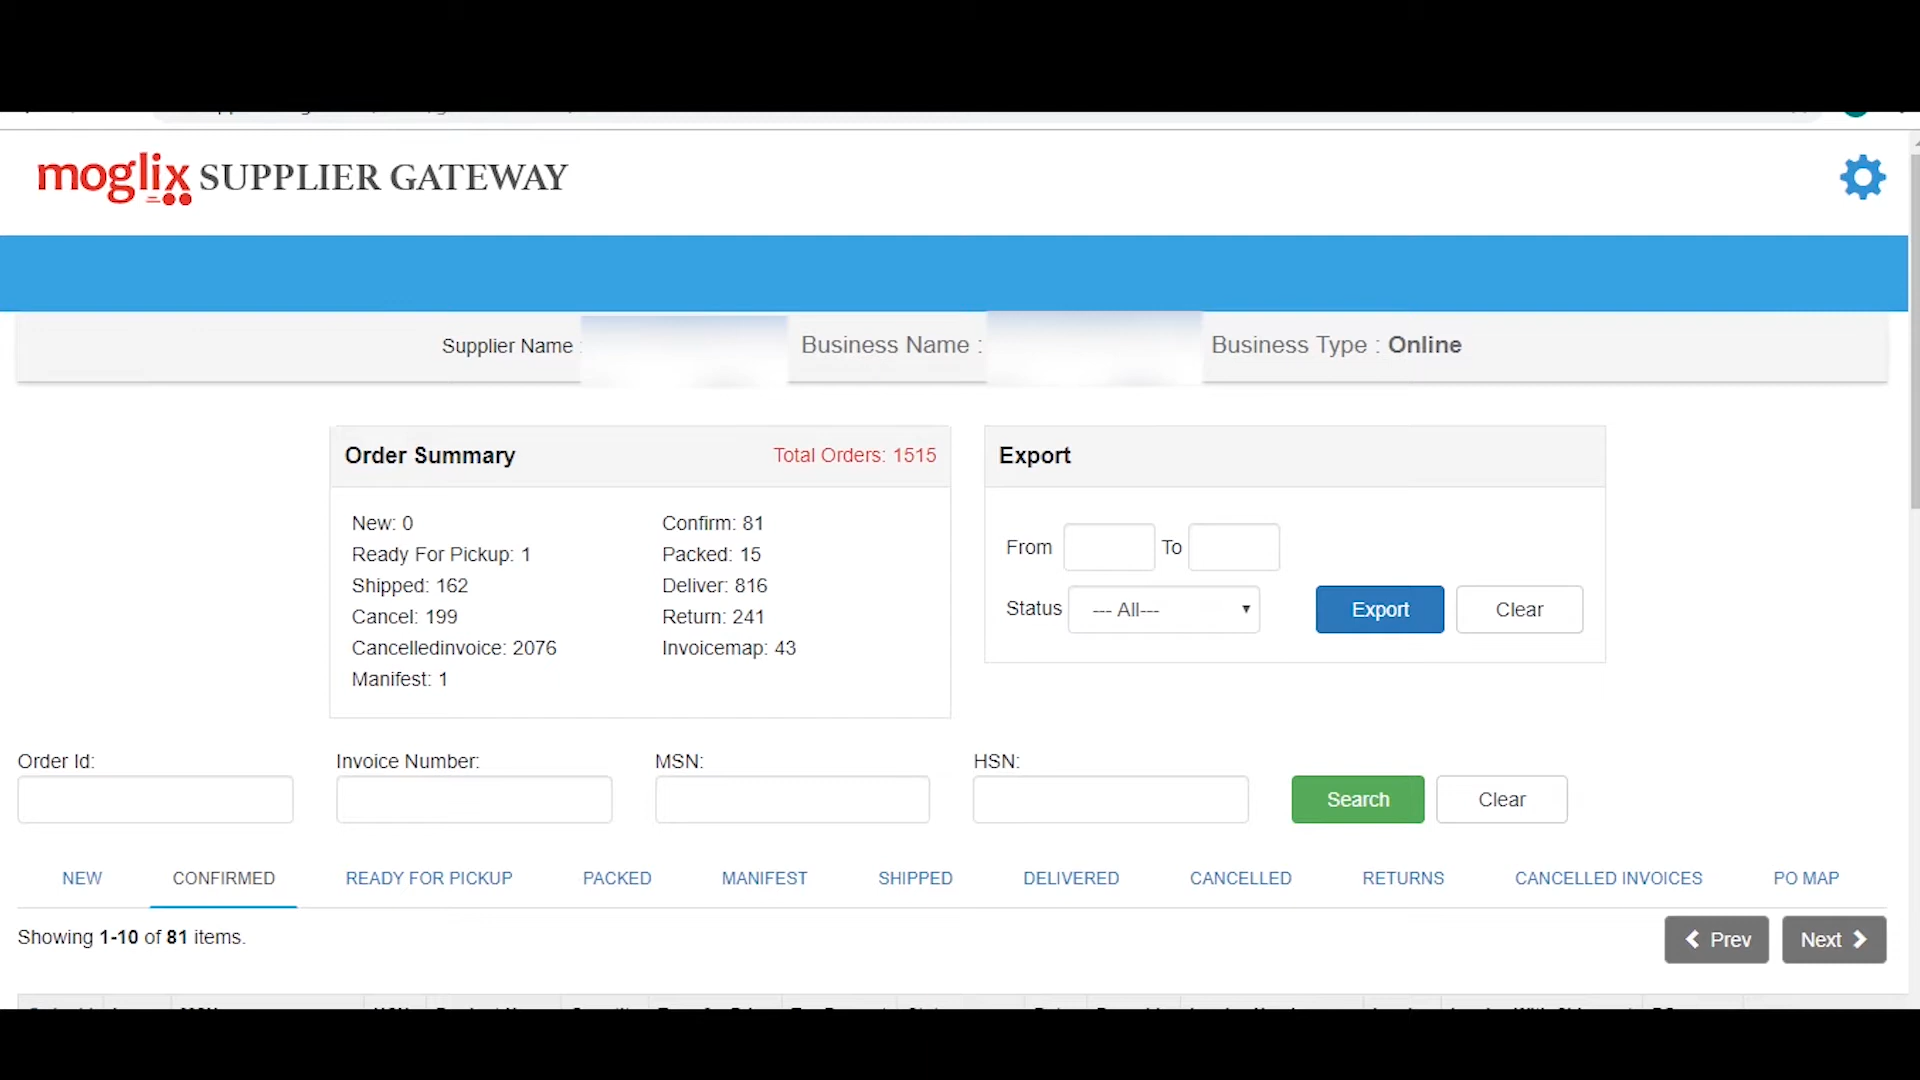 moglix SUPPLIER GATEWAY
Supplier Name : Business Name : Business Type : Online
Order Summary Total Orders: 1515
New: 0 Confirm: 81
Ready For Pickup: 1 Packed: 15
Shipped: 162 Deliver: 816
Cancel: 199 Return: 241
Cancelledinvoice: 2076 Invoicemap: 43
Manifest: 1
Export
From To
Status --- All--- Export Clear
Order Id: Invoice Number: MSN: HSN:
Search Clear
NEW CONFIRMED READY FOR PICKUP PACKED MANIFEST SHIPPED DELIVERED CANCELLED RETURNS CANCELLED INVOICES PO MAP
Showing 1-10 of 81 items.
Prev Next